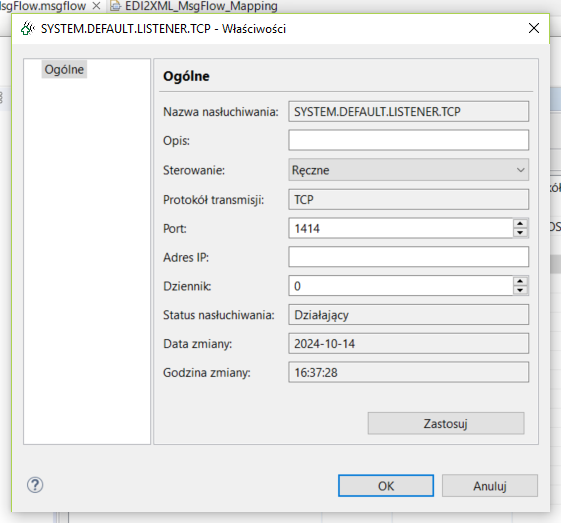 sgFlow.msgflow
EDI2XML_MsgFlow_Mapping
SYSTEM.DEFAULT.LISTENER.TCP - Właściwości
Ogólne
Ogólne
Nazwa nasłuchiwania: SYSTEM.DEFAULT.LISTENER.TCP
Opis:
Sterowanie: Ręczne
Protokół transmisji: TCP
Port: 1414
Adres IP:
Dziennik: 0
Status nasłuchiwania: Działający
Data zmiany: 2024-10-14
Godzina zmiany: 16:37:28
Zastosuj
OK Anuluj